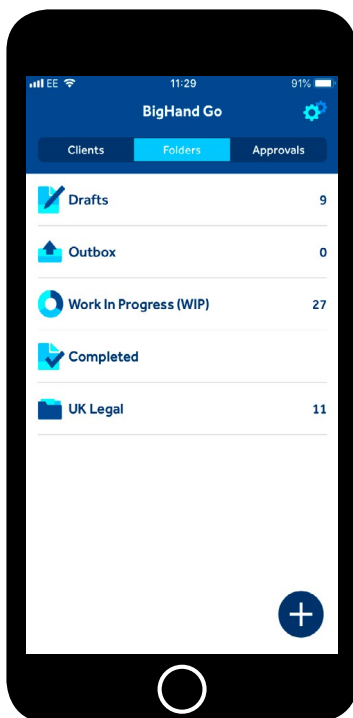 EE 11:29 91%
BigHand Go
Clients Folders Approvals
Drafts 9
Outbox 0
Work In Progress (WIP) 27
Completed
UK Legal 11